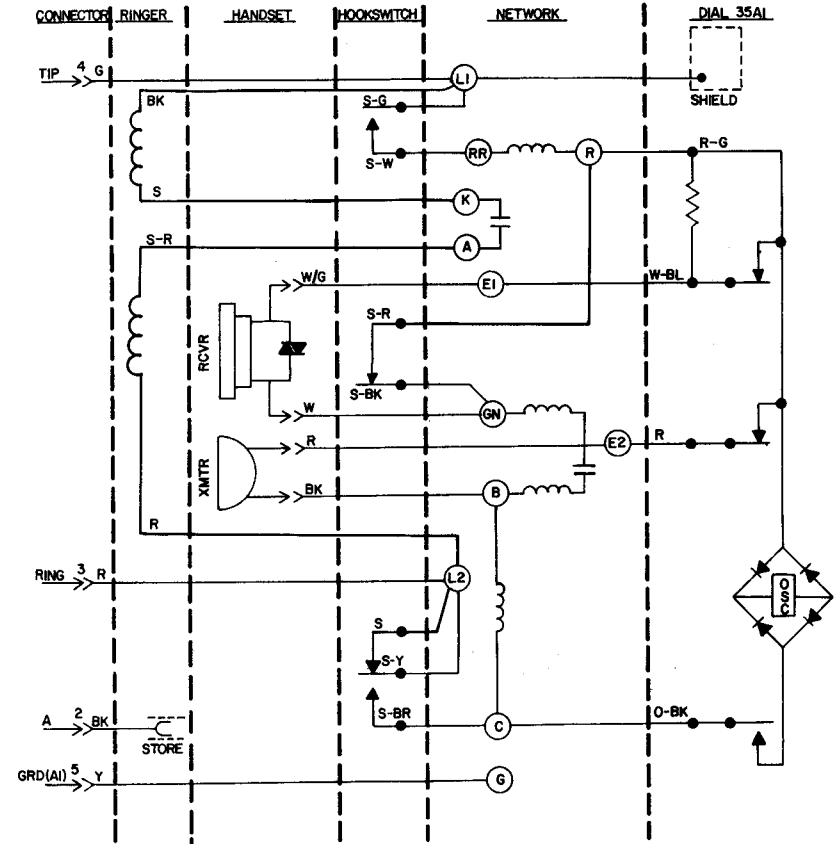 CONNECTOR RINGER HANDSET HOOKSWITCH NETWORK DIAL 35A1
TIP 4 G L1
BK S-G SHIELD
S-W RR R R-G
S K
S-R A
W/G E1 W-BL
S-R
RCVR
S-BK
W GN
R E2 R
XMTR
BK B
R
RING 3 R L2
OSC
S
S-Y
A 2 BK S-BR C O-BK
STORE
GRD(A1) 5 Y G